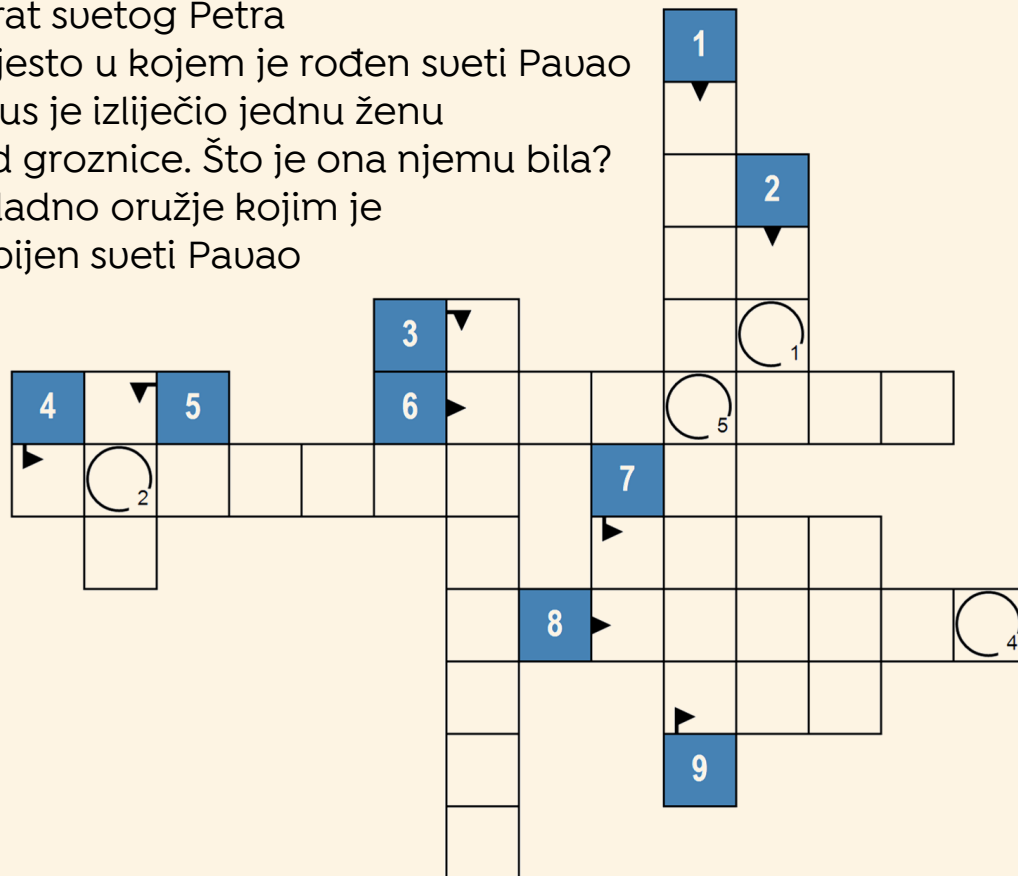 rat svetog Petra
jesto u kojem je rođen sveti Pavao
us je izliječio jednu ženu
d groznice. Što je ona njemu bila?
ladno oružje kojim je
bijen sveti Pavao
1
2
3
1
4
5
6
5
2
7
8
4
9